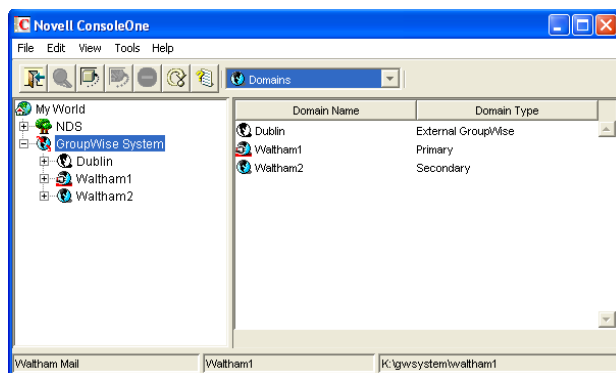 Novell ConsoleOne
File Edit View Tools Help
Domains
My World
NDS
GroupWise System
Dublin
Waltham1
Waltham2
Domain Name Domain Type
Dublin External GroupWise
Waltham1 Primary
Waltham2 Secondary
Waltham Mail Waltham1 K:\gwsystem\waltham1